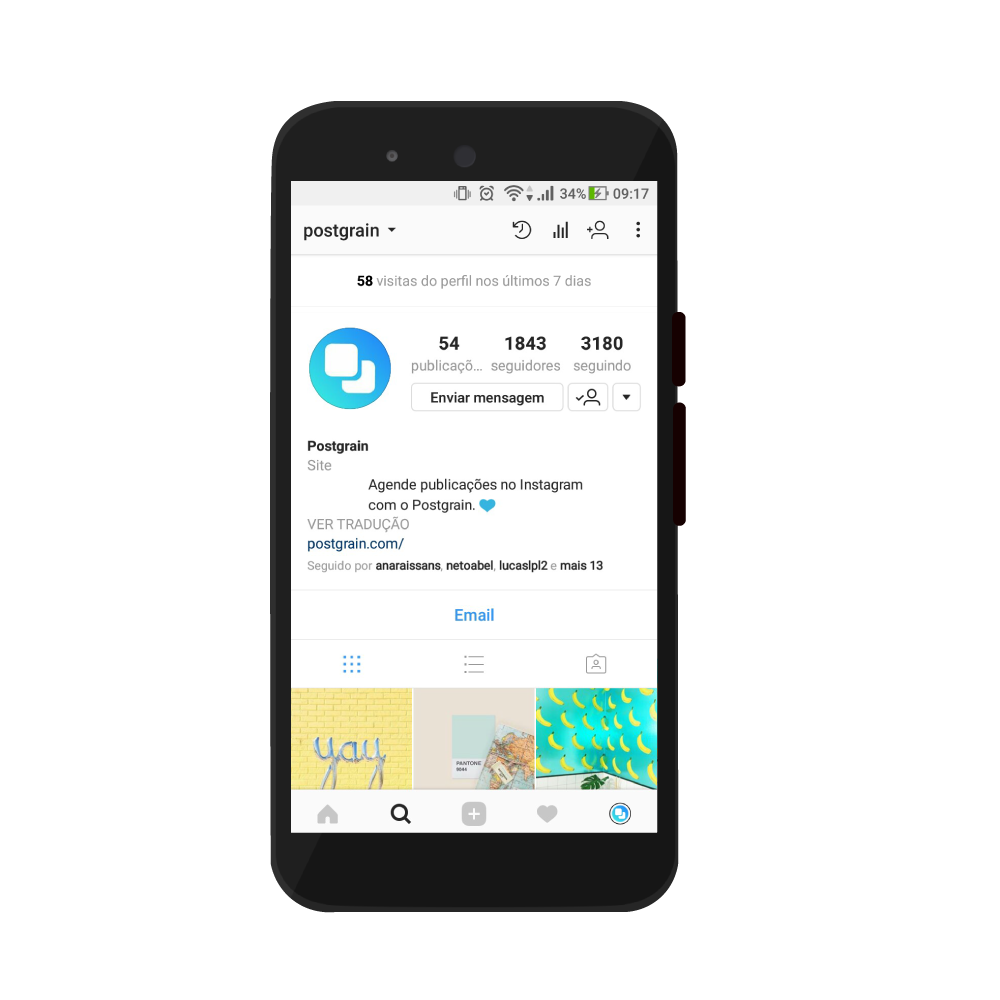 34% 09:17
postgrain
58 visitas do perfil nos últimos 7 dias
54 1843 3180
publicaçõ... seguidores seguindo
Enviar mensagem
Postgrain
Site
Agende publicações no Instagram
com o Postgrain. 💙
VER TRADUÇÃO
postgrain.com/
Seguido por anaraissans, netoabel, lucaslpl2 e mais 13
Email
yay
PANTONE